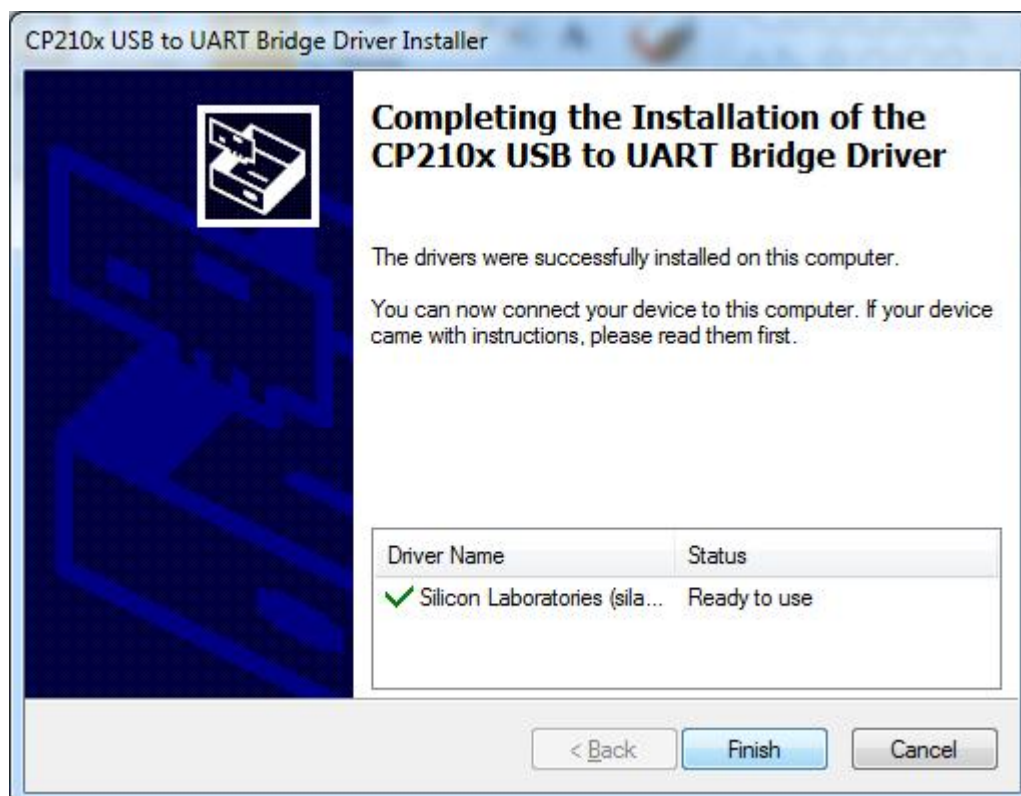 CP210x USB to UART Bridge Driver Installer
Completing the Installation of the
CP210x USB to UART Bridge Driver
The drivers were successfully installed on this computer.
You can now connect your device to this computer. If your device
came with instructions, please read them first.
Driver Name Status
Silicon Laboratories (sila... Ready to use
< Back Finish Cancel